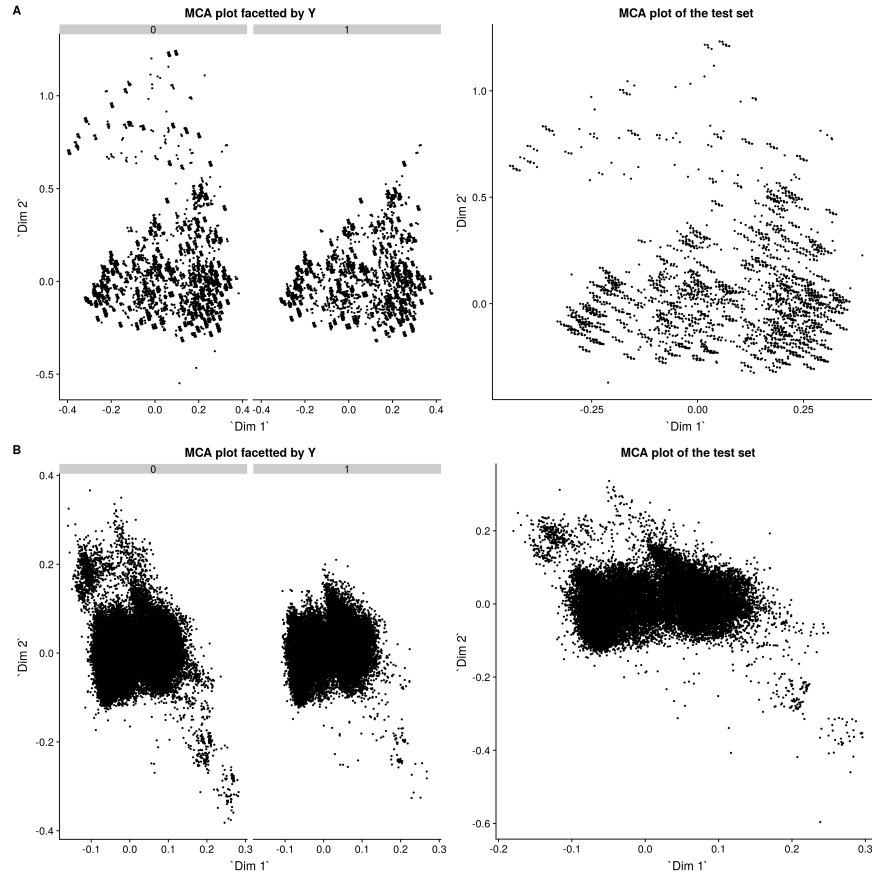 A
MCA plot facetted by Y
0 1
1.0
0.5
0.0
-0.5
`Dim 2`
-0.4 -0.2 0.0 0.2 0.4 -0.4 -0.2 0.0 0.2 0.4
`Dim 1`
MCA plot of the test set
1.0
0.5
0.0
`Dim 2`
-0.25 0.00 0.25
`Dim 1`
B
MCA plot facetted by Y
0 1
0.4
0.2
0.0
-0.2
-0.4
`Dim 2`
-0.1 0.0 0.1 0.2 0.3 -0.1 0.0 0.1 0.2 0.3
`Dim 1`
MCA plot of the test set
0.2
0.0
-0.2
-0.4
-0.6
`Dim 2`
-0.2 -0.1 0.0 0.1 0.2 0.3
`Dim 1`